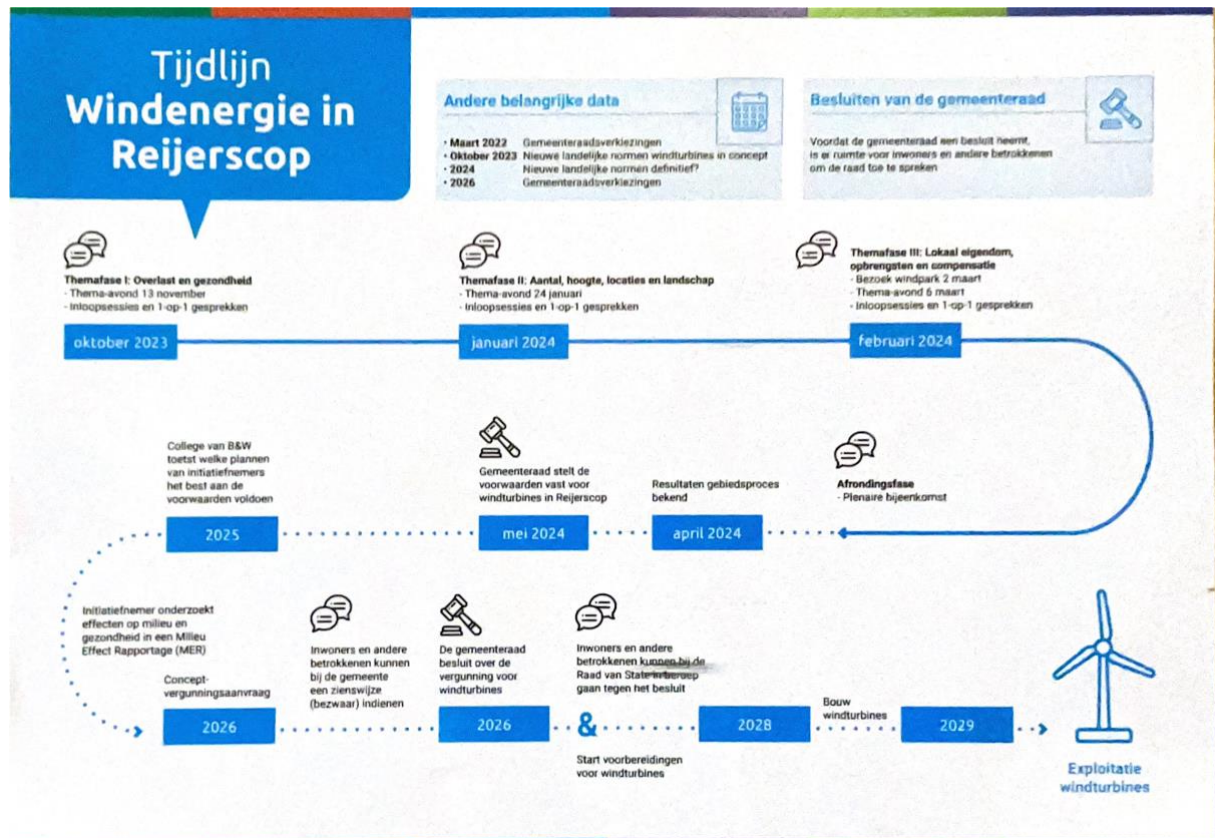 Tijdlijn
Windenergie in
Reijerscop
Andere belangrijke data
· Maart 2022 Gemeenteraadsverkiezingen
· Oktober 2023 Nieuwe landelijke normen windturbines in concept
· 2024 Nieuwe landelijke normen definitief?
· 2026 Gemeenteraadsverkiezingen
Besluiten van de gemeenteraad
Voordat de gemeenteraad een besluit neemt,
is er ruimte voor inwoners en andere betrokkenen
om de raad toe te spreken
Themafase I: Overlast en gezondheid
- Thema-avond 13 november
- Inloopsessies en 1-op-1 gesprekken
oktober 2023
Themafase II: Aantal, hoogte, locaties en landschap
- Thema-avond 24 januari
- Inloopsessies en 1-op-1 gesprekken
januari 2024
Themafase III: Lokaal eigendom,
opbrengsten en compensatie
- Bezoek windpark 2 maart
- Thema-avond 6 maart
- Inloopsessies en 1-op-1 gesprekken
februari 2024
College van B&W
toetst welke plannen
van initiatiefnemers
het best aan de
voorwaarden voldoen
2025
Gemeenteraad stelt de
voorwaarden vast voor
windturbines in Reijerscop
mei 2024
Resultaten gebiedsproces
bekend
april 2024
Afrondingsfase
- Plenaire bijeenkomst
Initiatiefnemer onderzoekt
effecten op milieu en
gezondheid in een Milieu
Effect Rapportage (MER)
Concept-
vergunningsaanvraag
2026
Inwoners en andere
betrokkenen kunnen
bij de gemeente
een zienswijze
(bezwaar) indienen
De gemeenteraad
besluit over de
vergunning voor
windturbines
2026
Inwoners en andere
betrokkenen kunnen bij de
Raad van State in beroep
gaan tegen het besluit
&
Start voorbereidingen
voor windturbines
2028
Bouw
windturbines
2029
Exploitatie
windturbines